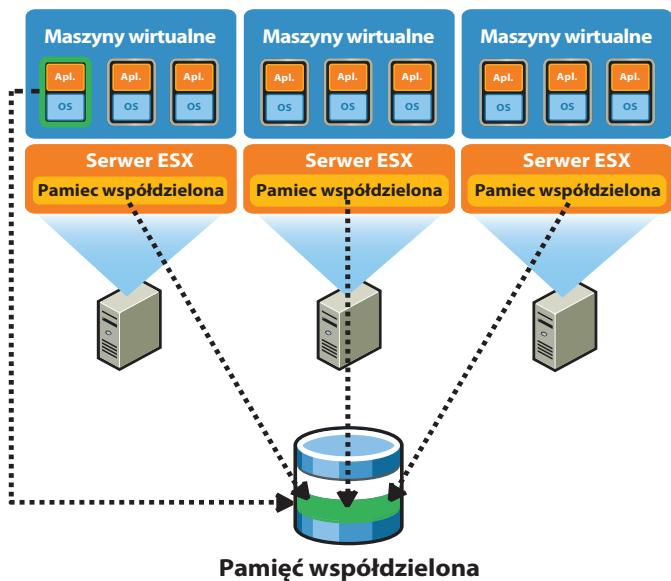 Maszyny wirtualne
Apl. Apl. Apl.
OS OS OS
Serwer ESX
Pamiec współdzielona
Maszyny wirtualne
Apl. Apl. Apl.
OS OS OS
Serwer ESX
Pamiec współdzielona
Maszyny wirtualne
Apl. Apl. Apl.
OS OS OS
Serwer ESX
Pamiec współdzielona
Pamięć współdzielona